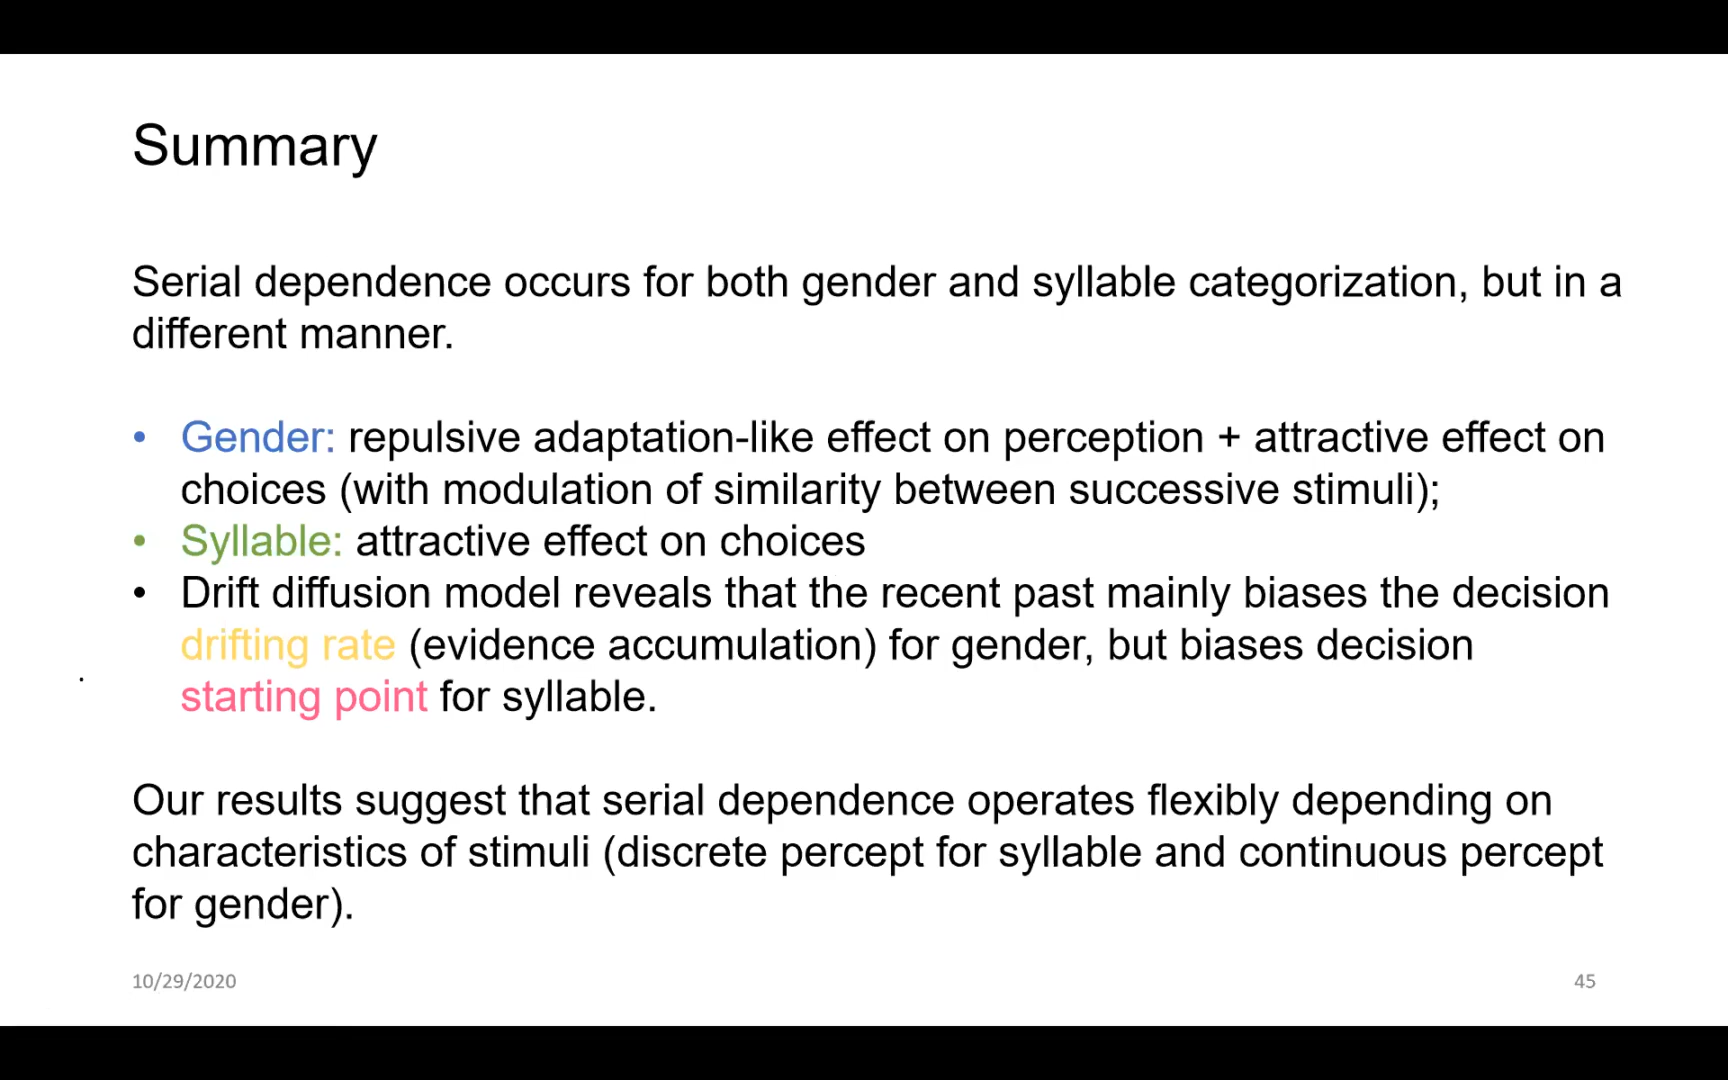 Summary
Serial dependence occurs for both gender and syllable categorization, but in a
different manner.
• Gender: repulsive adaptation-like effect on perception + attractive effect on
choices (with modulation of similarity between successive stimuli);
• Syllable: attractive effect on choices
• Drift diffusion model reveals that the recent past mainly biases the decision
drifting rate (evidence accumulation) for gender, but biases decision
starting point for syllable.
Our results suggest that serial dependence operates flexibly depending on
characteristics of stimuli (discrete percept for syllable and continuous percept
for gender).
10/29/2020
45